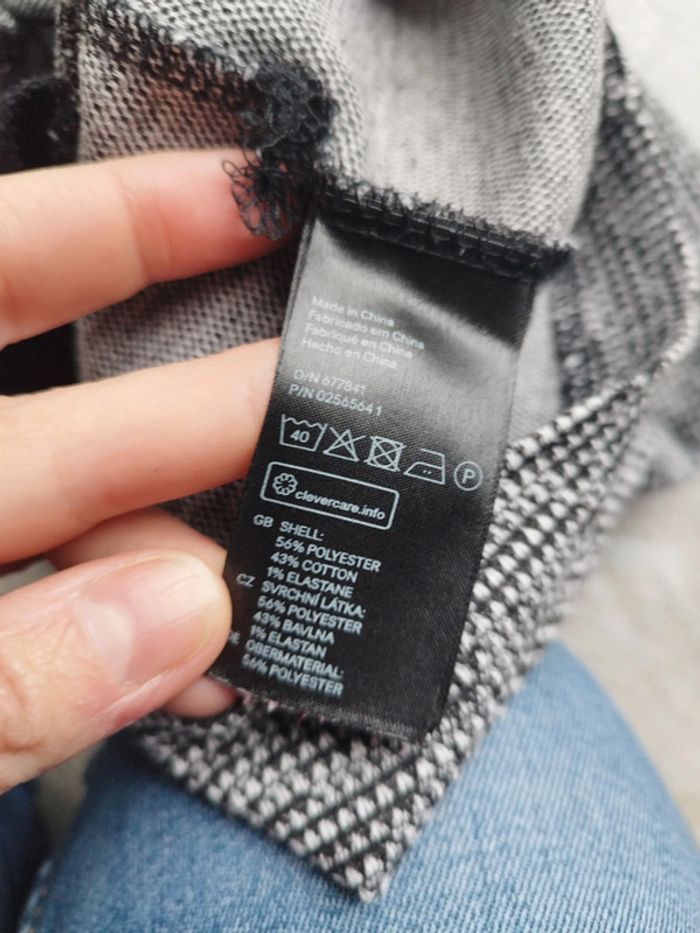 Made in China
Fabricado em China
Fabriqué en China
Hecho en China
O/N 677841
P/N 02565641
40 P
clevercare.info
GB SHELL:
56% POLYESTER
43% COTTON
1% ELASTANE
CZ SVRCHNÍ LÁTKA:
56% POLYESTER
43% BAVLNA
1% ELASTAN
OBERMATERIAL:
56% POLYESTER